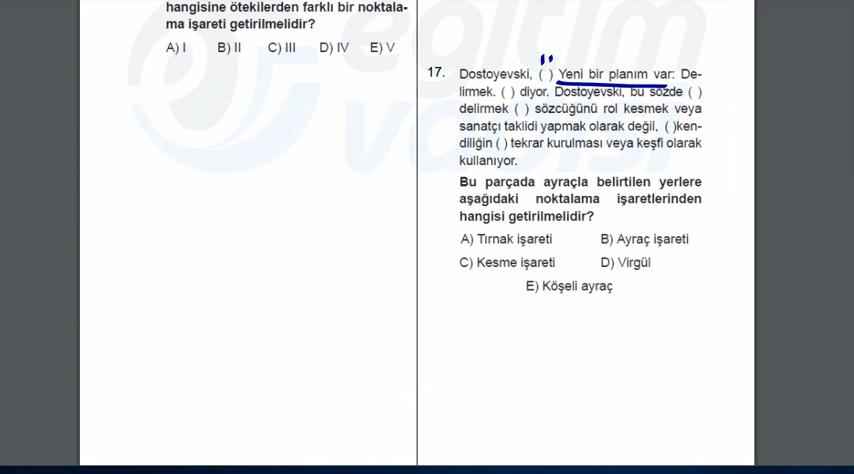 hangisine ötekilerden farklı bir noktala-
ma işareti getirilmelidir?
A) I B) II C) III D) IV E) V
17. Dostoyevski, ( ) Yeni bir planım var: De-
lirmek. ( ) diyor. Dostoyevski, bu sözde ( )
delirmek ( ) sözcüğünü rol kesmek veya
sanatçı taklidi yapmak olarak değil, ( )ken-
diliğin ( ) tekrar kurulması veya keşfi olarak
kullanıyor.
Bu parçada ayraçla belirtilen yerlere
aşağıdaki noktalama işaretlerinden
hangisi getirilmelidir?
A) Tırnak işareti B) Ayraç işareti
C) Kesme işareti D) Virgül
E) Köşeli ayraç
eğitim
vadisi